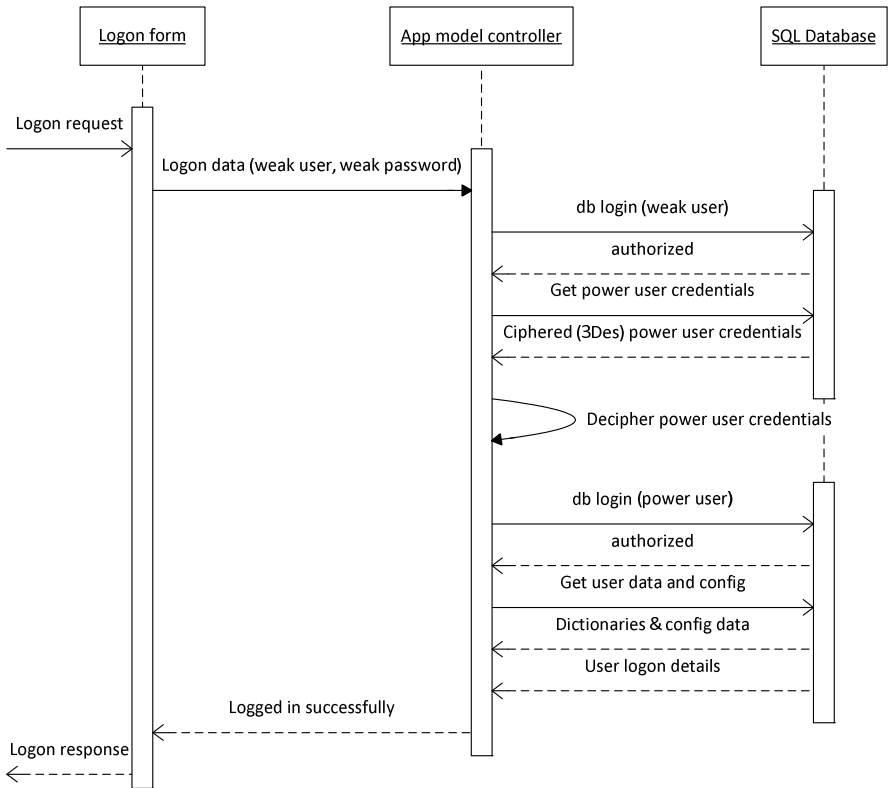 Logon form
App model controller
SQL Database
Logon request
Logon data (weak user, weak password)
db login (weak user)
authorized
Get power user credentials
Ciphered (3Des) power user credentials
Decipher power user credentials
db login (power user)
authorized
Get user data and config
Dictionaries & config data
User logon details
Logged in successfully
Logon response